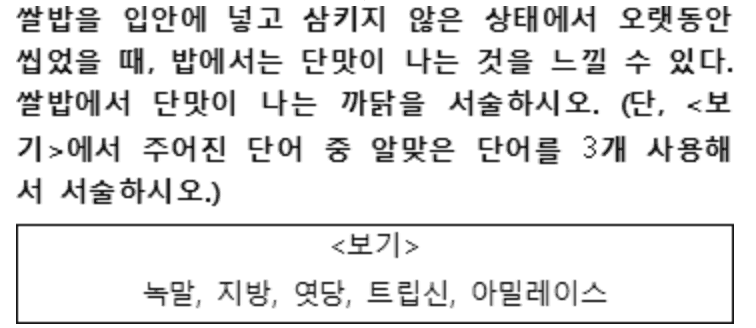 쌀밥을 입안에 넣고 삼키지 않은 상태에서 오랫동안
씹었을 때, 밥에서는 단맛이 나는 것을 느낄 수 있다.
쌀밥에서 단맛이 나는 까닭을 서술하시오. (단, <보
기>에서 주어진 단어 중 알맞은 단어를 3개 사용해
서 서술하시오.)
<보기>
녹말, 지방, 엿당, 트립신, 아밀레이스